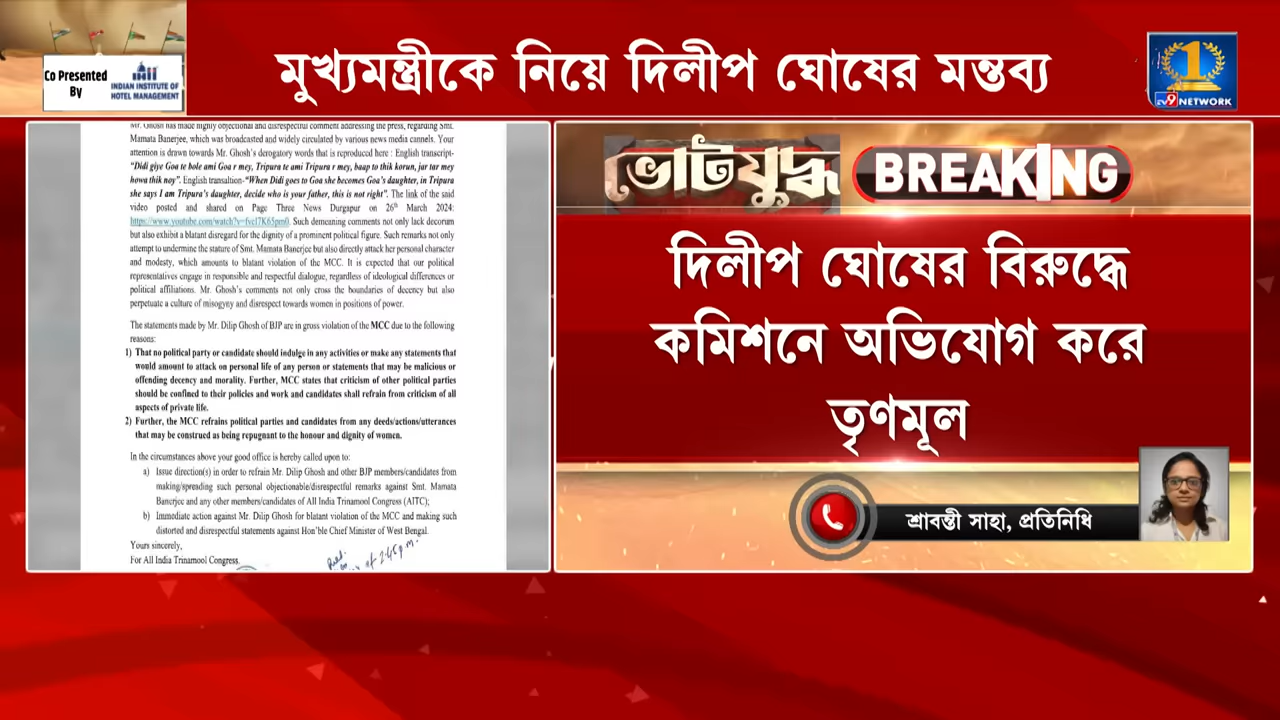 Co Presented
By
INDIAN INSTITUTE OF
HOTEL MANAGEMENT
মুখ্যমন্ত্রীকে নিয়ে দিলীপ ঘোষের মন্তব্য
1
TV9 NETWORK
Mr. Ghosh has made highly objectional and disrespectful comment addressing the press, regarding Smt.
Mamata Banerjee, which was broadcasted and widely circulated by various news media cannels. Your
attention is drawn towards Mr. Ghosh's derogatory words that is reproduced here : English transcript-
"Didi giye Goa te bole ami Goa r mey, Tripura te ami Tripura r mey, baap to thik korun, jar tar mey
howa thik noy". English transaltion-"When Didi goes to Goa she becomes Goa's daughter, in Tripura
she says I am Tripura's daughter, decide who is your father, this is not right". The link of the said
video posted and shared on Page Three News Durgapur on 26th March 2024:
Such demeaning comments not only lack decorum
but also exhibit a blatant disregard for the dignity of a prominent political figure. Such remarks not only
attempt to undermine the stature of Smt. Mamata Banerjee but also directly attack her personal character
and modesty, which amounts to blatant violation of the MCC. It is expected that our political
representatives engage in responsible and respectful dialogue, regardless of ideological differences or
political affiliations. Mr. Ghosh's comments not only cross the boundaries of decency but also
perpetuate a culture of misogyny and disrespect towards women in positions of power.
The statements made by Mr. Dilip Ghosh of BJP are in gross violation of the MCC due to the following
reasons:
1) That no political party or candidate should indulge in any activities or make any statements that
would amount to attack on personal life of any person or statements that may be malicious or
offending decency and morality. Further, MCC states that criticism of other political parties
should be confined to their policies and work and candidates shall refrain from criticism of all
aspects of private life.
2) Further, the MCC refrains political parties and candidates from any deeds/actions/utterances
that may be construed as being repugnant to the honour and dignity of women.
In the circumstances above your good office is hereby called upon to:
a) Issue direction(s) in order to refrain Mr. Dilip Ghosh and other BJP members/candidates from
making/spreading such personal objectionable/disrespectful remarks against Smt. Mamata
Banerjee and any other members/candidates of All India Trinamool Congress (AITC);
b) Immediate action against Mr. Dilip Ghosh for blatant violation of the MCC and making such
distorted and disrespectful statements against Hon'ble Chief Minister of West Bengal.
Yours sincerely,
For All India Trinamool Congress,
ভোটযুদ্ধ BREAKING
দিলীপ ঘোষের বিরুদ্ধে
কমিশনে অভিযোগ করে
তৃণমূল
শ্রাবন্তী সাহা, প্রতিনিধি